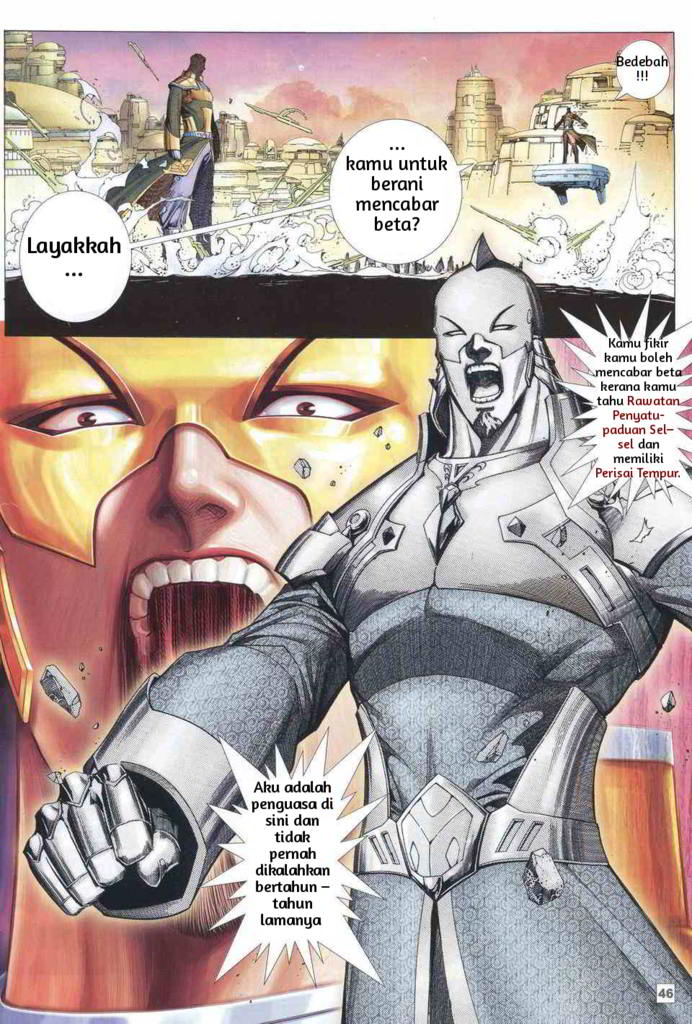 Layakkah
...
...
kamu untuk
berani
mencabar
beta?
Bedebah
!!!
Kamu fikir
kamu boleh
mencabar beta
kerana kamu
tahu Rawatan
Penyatu-
paduan Sel–
sel dan
memiliki
Perisai Tempur.
Aku adalah
penguasa di
sini dan
tidak
pernah
dikalahkan
bertahun –
tahun
lamanya
46